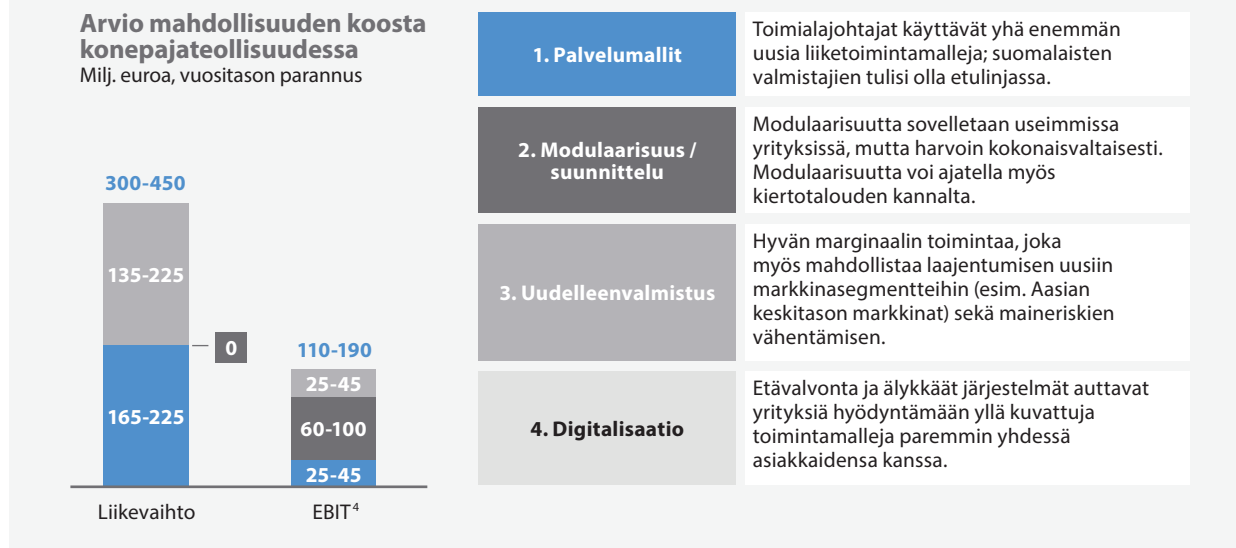 Arvio mahdollisuuden koosta
konepajateollisuudessa
Milj. euroa, vuositason parannus
300-450
135-225
0
165-225
Liikevaihto
110-190
25-45
60-100
25-45
EBIT⁴
1. Palvelumallit
Toimialajohtajat käyttävät yhä enemmän
uusia liiketoimintamalleja; suomalaisten
valmistajien tulisi olla etulinjassa.
2. Modulaarisuus /
suunnittelu
Modulaarisuutta sovelletaan useimmissa
yrityksissä, mutta harvoin kokonaisvaltaisesti.
Modulaarisuutta voi ajatella myös
kiertotalouden kannalta.
3. Uudelleenvalmistus
Hyvän marginaalin toimintaa, joka
myös mahdollistaa laajentumisen uusiin
markkinasegmentteihin (esim. Aasian
keskitason markkinat) sekä maineriskien
vähentämisen.
4. Digitalisaatio
Etävalvonta ja älykkäät järjestelmät auttavat
yrityksiä hyödyntämään yllä kuvattuja
toimintamalleja paremmin yhdessä
asiakkaidensa kanssa.